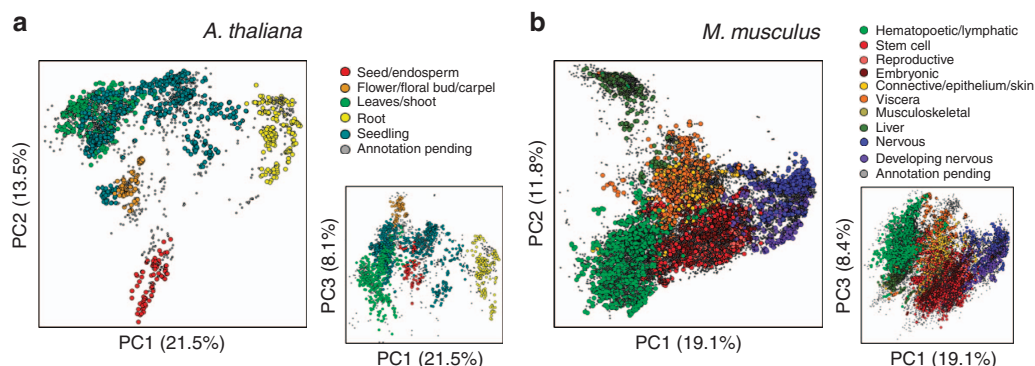 a
A. thaliana
PC2 (13.5%)
PC1 (21.5%)
Seed/endosperm
Flower/floral bud/carpel
Leaves/shoot
Root
Seedling
Annotation pending
PC3 (8.1%)
PC1 (21.5%)
b
M. musculus
PC2 (11.8%)
PC1 (19.1%)
Hematopoetic/lymphatic
Stem cell
Reproductive
Embryonic
Connective/epithelium/skin
Viscera
Musculoskeletal
Liver
Nervous
Developing nervous
Annotation pending
PC3 (8.4%)
PC1 (19.1%)